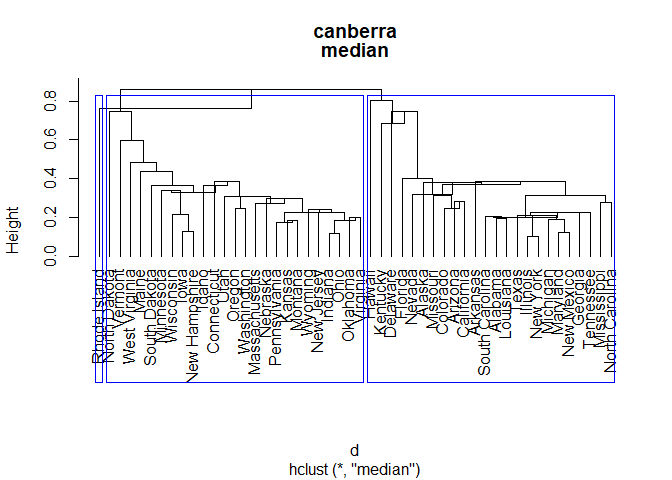 canberra
median
Height
0.0 0.2 0.4 0.6 0.8
Rhode Island
North Dakota
Vermont
West Virginia
Maine
South Dakota
Minnesota
Wisconsin
Iowa
New Hampshire
Idaho
Connecticut
Utah
Oregon
Washington
Massachusetts
Nebraska
Pennsylvania
Kansas
Montana
Wyoming
New Jersey
Indiana
Ohio
Oklahoma
Virginia
Hawaii
Kentucky
Delaware
Florida
Nevada
Alaska
Missouri
Colorado
Arizona
California
Arkansas
South Carolina
Alabama
Louisiana
Texas
Illinois
New York
Michigan
Maryland
New Mexico
Georgia
Tennessee
Mississippi
North Carolina
d
hclust (*, "median")